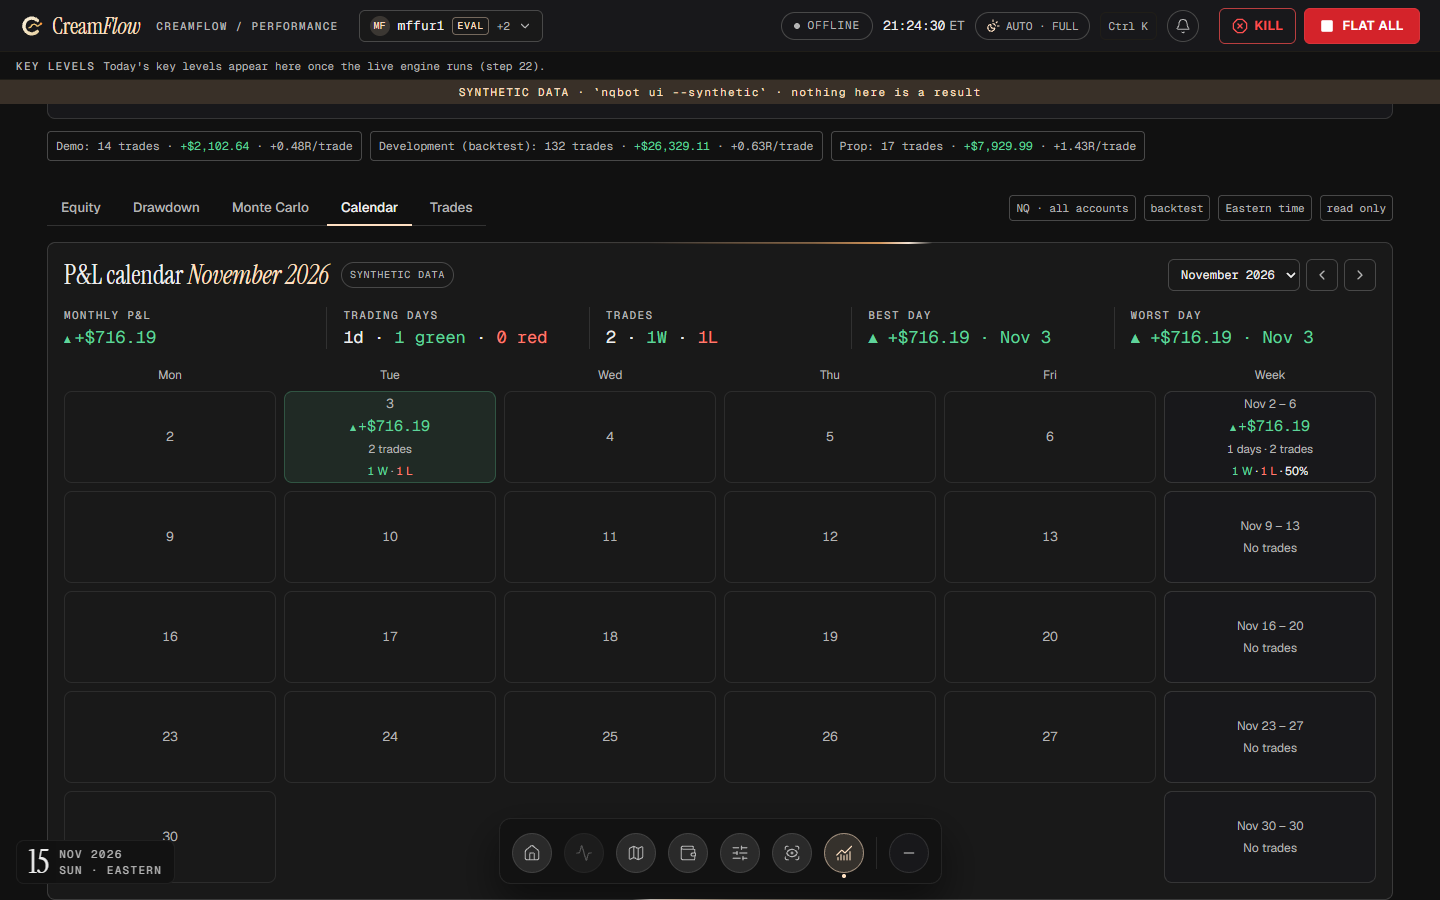 CreamFlow CREAMFLOW / PERFORMANCE MF mffur1 EVAL +2 OFFLINE 21:24:30 ET AUTO · FULL Ctrl K KILL FLAT ALL
KEY LEVELS Today's key levels appear here once the live engine runs (step 22).
SYNTHETIC DATA · `nqbot ui --synthetic` · nothing here is a result
Demo: 14 trades · +$2,102.64 · +0.48R/trade Development (backtest): 132 trades · +$26,329.11 · +0.63R/trade Prop: 17 trades · +$7,929.99 · +1.43R/trade
Equity Drawdown Monte Carlo Calendar Trades NQ · all accounts backtest Eastern time read only
P&L calendar November 2026 SYNTHETIC DATA November 2026
MONTHLY P&L TRADING DAYS TRADES BEST DAY WORST DAY
▲+$716.19 1d · 1 green · 0 red 2 · 1W · 1L ▲ +$716.19 · Nov 3 ▲ +$716.19 · Nov 3
Mon Tue Wed Thu Fri Week
2 3 4 5 6 Nov 2 – 6
▲+$716.19 ▲+$716.19
2 trades 1 days · 2 trades
1 W · 1 L 1 W · 1 L · 50%
9 10 11 12 13 Nov 9 – 13
No trades
16 17 18 19 20 Nov 16 – 20
No trades
23 24 25 26 27 Nov 23 – 27
No trades
30 Nov 30 – 30
No trades
15 NOV 2026
SUN · EASTERN